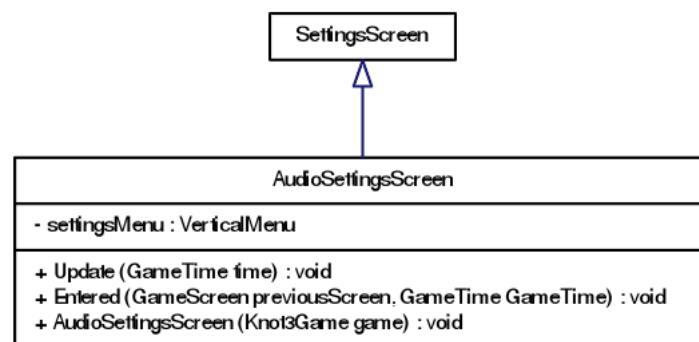 SettingsScreen
AudioSettingsScreen
- settingsMenu : VerticalMenu
+ Update (GameTime time) : void
+ Entered (GameScreen previousScreen, GameTime GameTime) : void
+ AudioSettingsScreen (Knot3Game game) : void